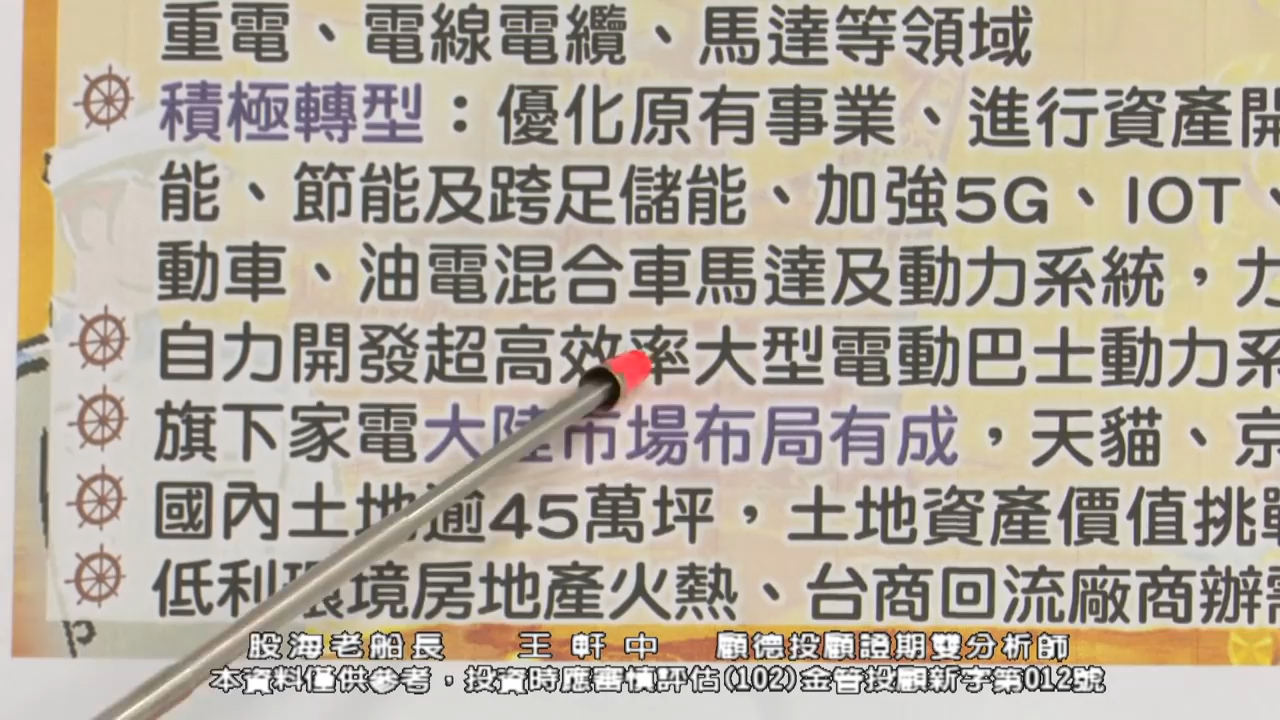 重電、電線電纜、馬達等領域
積極轉型：優化原有事業、進行資產開
能、節能及跨足儲能、加強5G、IOT、
動車、油電混合車馬達及動力系統，力
自力開發超高效率大型電動巴士動力系
旗下家電大陸市場布局有成，天貓、京
國內土地逾45萬坪，土地資產價值挑戰
低利環境房地產火熱、台商回流廠商辦需
股海老船長 王軒中 顧德投顧證期雙分析師
本資料僅供參考，投資時應審慎評估(102)金管投顧新字第012號